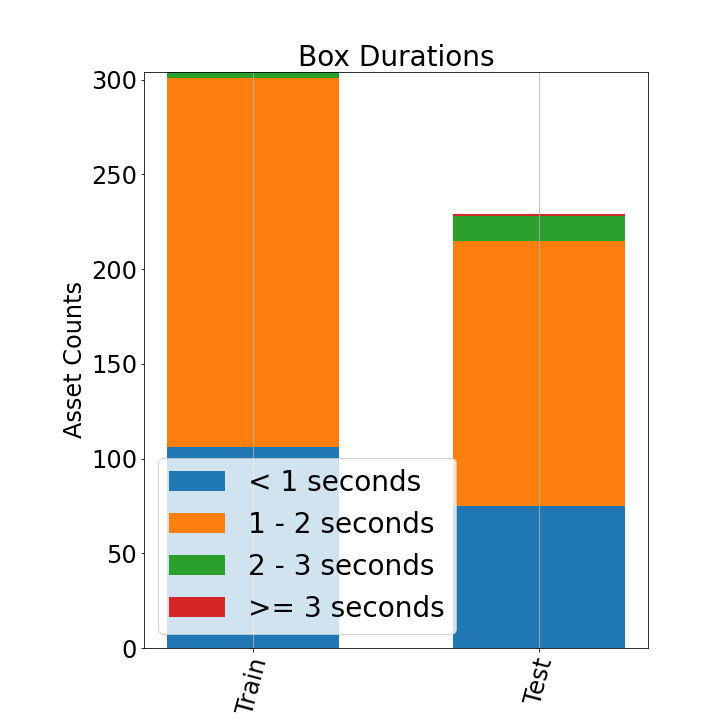 Box Durations
300
250
200
150
100
50
0
Asset Counts
< 1 seconds
1 - 2 seconds
2 - 3 seconds
>= 3 seconds
Train
Test